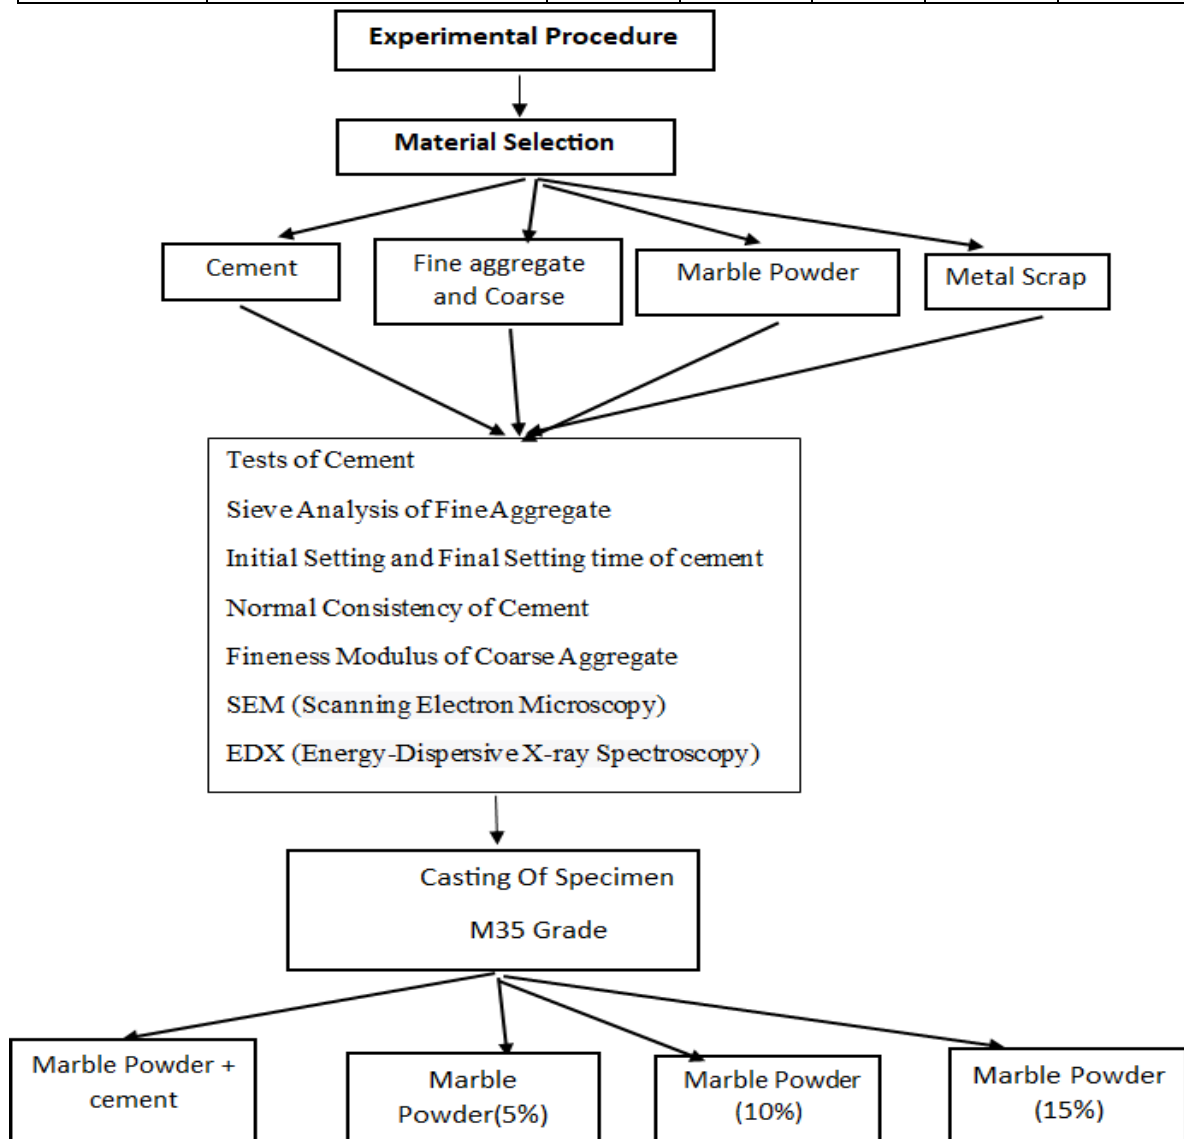 Experimental Procedure
Material Selection
Cement
Fine aggregate
and Coarse
Marble Powder
Metal Scrap
Tests of Cement
Sieve Analysis of Fine Aggregate
Initial Setting and Final Setting time of cement
Normal Consistency of Cement
Fineness Modulus of Coarse Aggregate
SEM (Scanning Electron Microscopy)
EDX (Energy-Dispersive X-ray Spectroscopy)
Casting Of Specimen
M35 Grade
Marble Powder +
cement
Marble
Powder(5%)
Marble Powder
(10%)
Marble Powder
(15%)